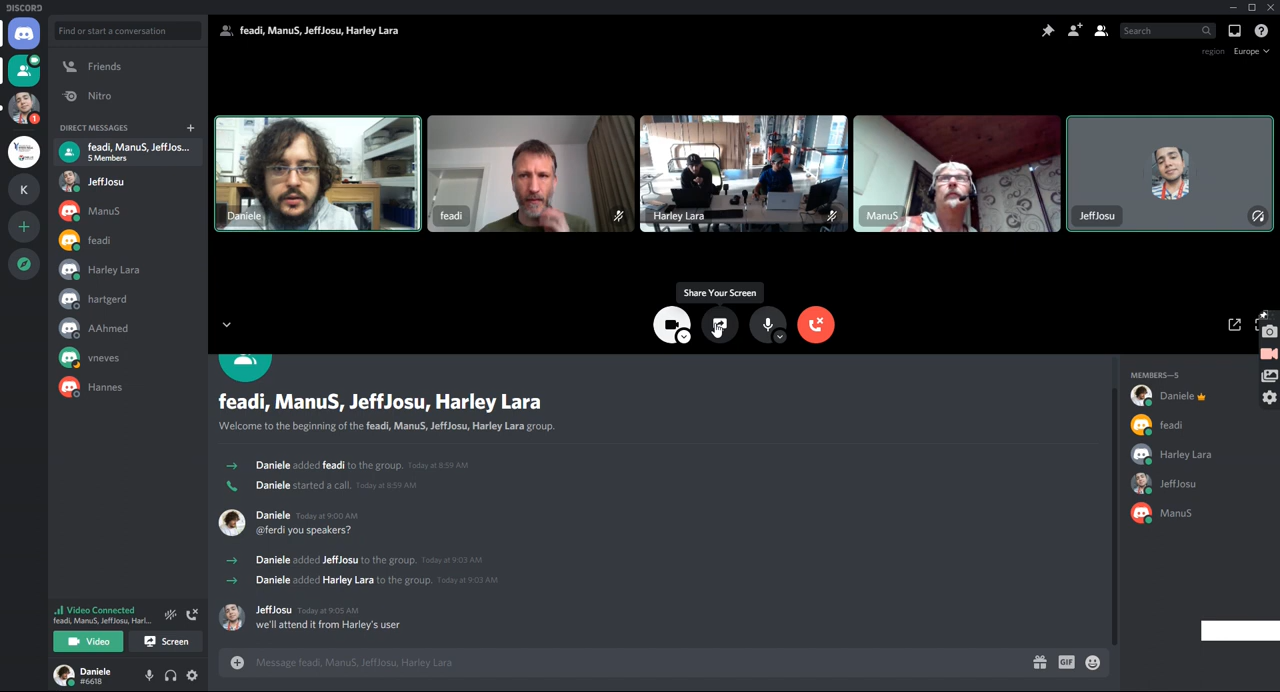 DISCORD
Find or start a conversation
Friends
Nitro
DIRECT MESSAGES
feadi, ManuS, JeffJos...
5 Members
JeffJosu
ManuS
feadi
Harley Lara
hartgerd
AAhmed
vneves
Hannes
1
K
Video Connected
feadi, ManuS, JeffJosu, Harl...
Video
Screen
Daniele
#6618
feadi, ManuS, JeffJosu, Harley Lara
Search
region Europe
Daniele
feadi
Harley Lara
ManuS
JeffJosu
Share Your Screen
feadi, ManuS, JeffJosu, Harley Lara
Welcome to the beginning of the feadi, ManuS, JeffJosu, Harley Lara group.
Daniele added feadi to the group. Today at 8:59 AM
Daniele started a call. Today at 8:59 AM
Daniele Today at 9:00 AM
@ferdi you speakers?
Daniele added JeffJosu to the group. Today at 9:03 AM
Daniele added Harley Lara to the group. Today at 9:03 AM
JeffJosu Today at 9:05 AM
we'll attend it from Harley's user
Message feadi, ManuS, JeffJosu, Harley Lara
GIF
MEMBERS—5
Daniele
feadi
Harley Lara
JeffJosu
ManuS